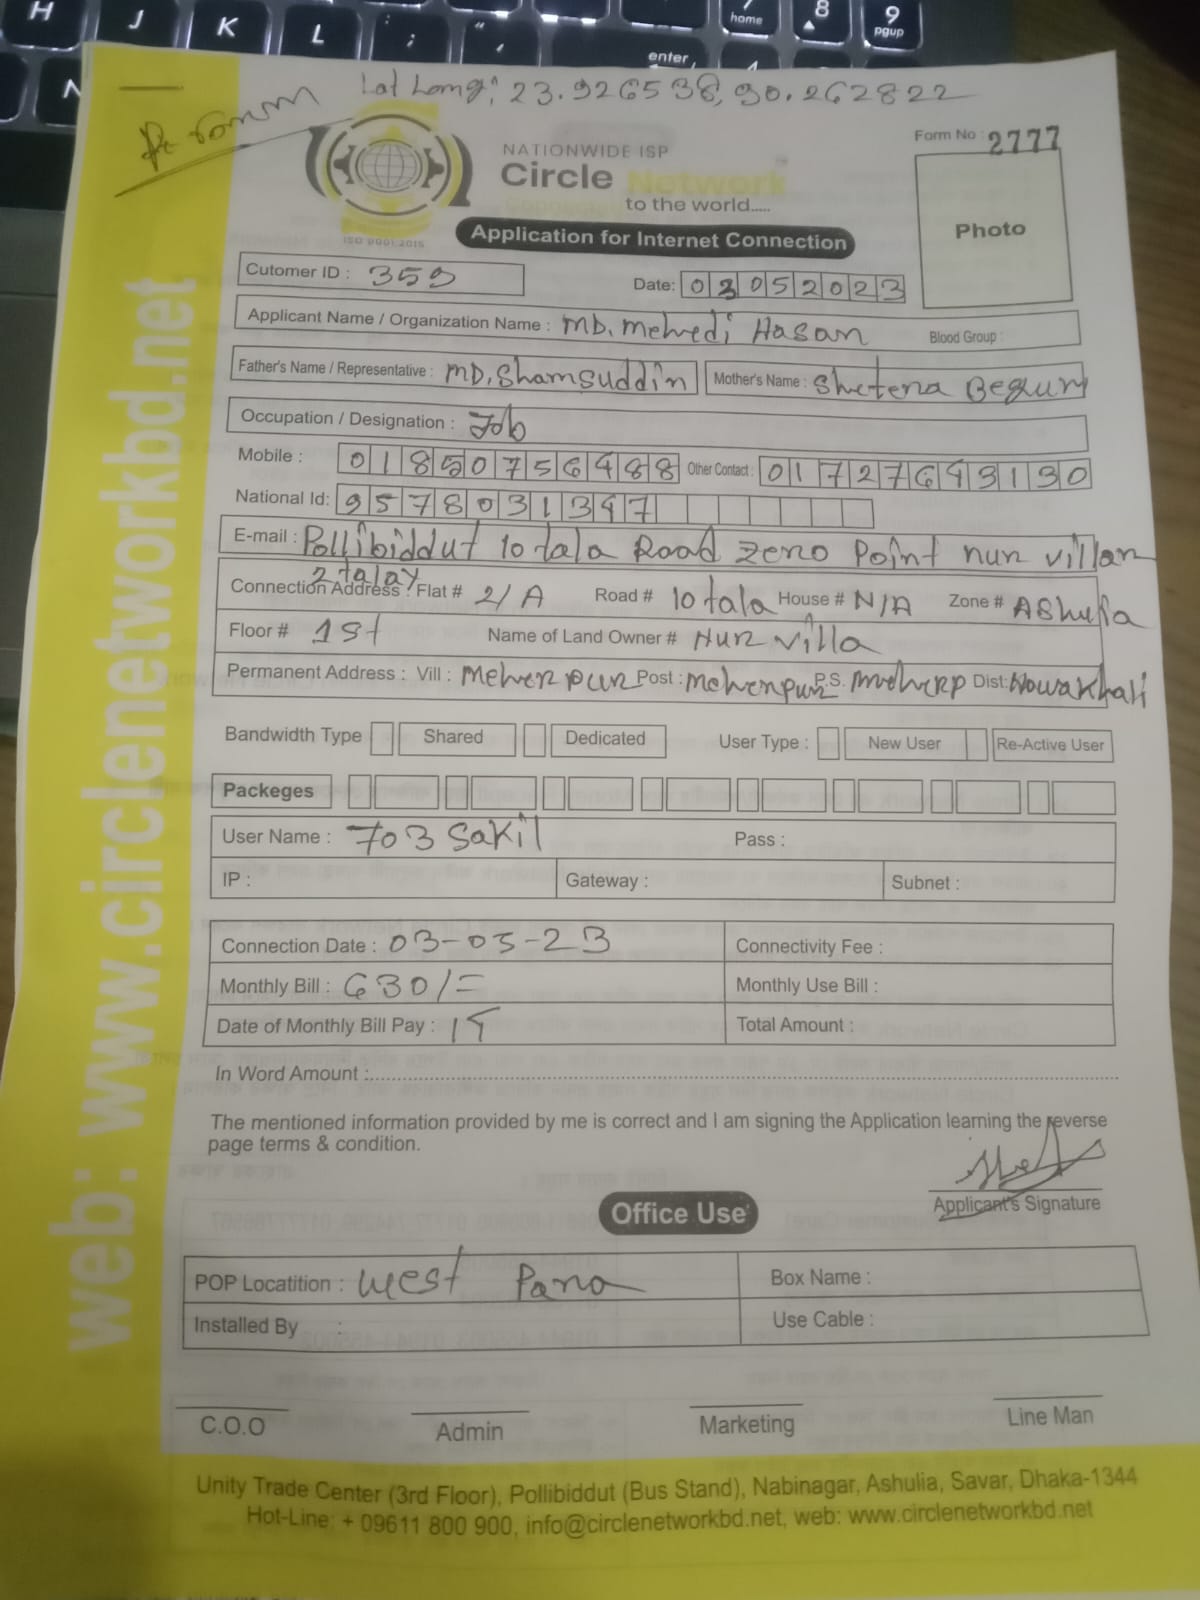 H J K L ; " ' home 8 9 pgup
enter
Lat Long: 23.926538, 90.262822
Form No : 2777
NATIONWIDE ISP
Circle Network
to the world.....
ISO 9001:2015
Photo
Application for Internet Connection
Cutomer ID : 359
Date: 03052023
Applicant Name / Organization Name : MD. Mehedi Hasan Blood Group :
Father's Name / Representative : MD. Shamsuddin Mother's Name : Begum
Occupation / Designation : Job
Mobile : 01850756488 Other Contact : 01727643130
National Id: 9578031347
E-mail : Pollibiddut 10 tala Road Zero Point nur villar
2 talay
Connection Address : Flat # 2/A Road # 10 tala House # N/A Zone # Ashulia
Floor # 1st Name of Land Owner # Nur villa
Permanent Address : Vill : Meherpur Post : Meherpur P.S. Dist: Nowakhali
Bandwidth Type Shared Dedicated User Type : New User Re-Active User
Packeges
User Name : 703 Sakil Pass :
IP : Gateway : Subnet :
Connection Date : 03-05-23 Connectivity Fee :
Monthly Bill : 630/= Monthly Use Bill :
Date of Monthly Bill Pay : Total Amount :
In Word Amount :
The mentioned information provided by me is correct and I am signing the Application learning the reverse
page terms & condition.
Applicant's Signature
Office Use
POP Locatition : West Para Box Name :
Installed By : Use Cable :
C.O.O Admin Marketing Line Man
Unity Trade Center (3rd Floor), Pollibiddut (Bus Stand), Nabinagar, Ashulia, Savar, Dhaka-1344
Hot-Line: + 09611 800 900, info@circlenetworkbd.net, web: www.circlenetworkbd.net
web: www.circlenetworkbd.net